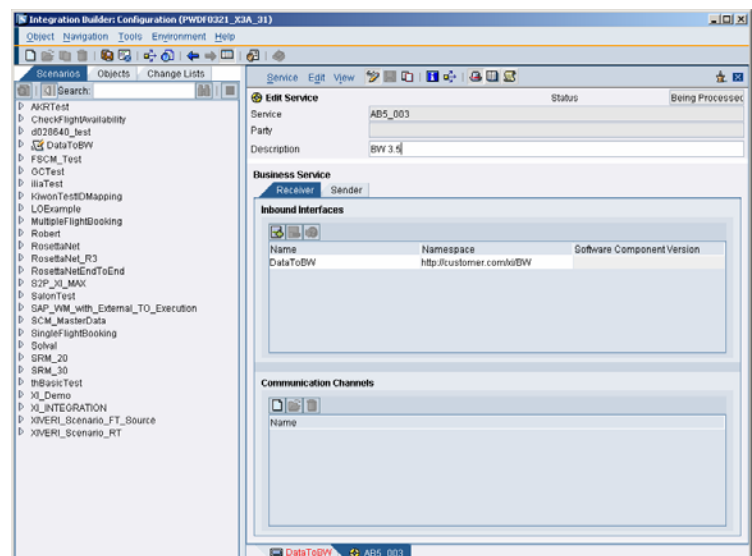 Integration Builder: Configuration (PWDF0321_X3A_31)
Object Navigation Tools Environment Help
Scenarios Objects Change Lists
Search:
AKRTest
CheckFlightAvailability
d028640_test
DataToBW
FSCM_Test
GCTest
iliaTest
KiwonTestIDMapping
LOExample
MultipleFlightBooking
Robert
RosettaNet
RosettaNet_R3
RosettaNetEndToEnd
S2P_XI_MAX
SalonTest
SAP_WM_with_External_TO_Execution
SCM_MasterData
SingleFlightBooking
Solval
SRM_20
SRM_30
thBasicTest
XI_Demo
XI_INTEGRATION
XIVERI_Scenario_FT_Source
XIVERI_Scenario_RT
Service Edit View
Edit Service Status Being Processed
Service AB5_003
Party
Description BW 3.5
Business Service
Receiver Sender
Inbound Interfaces
Name Namespace Software Component Version
DataToBW http://customer.com/xi/BW
Communication Channels
Name
DataToBW AB5_003